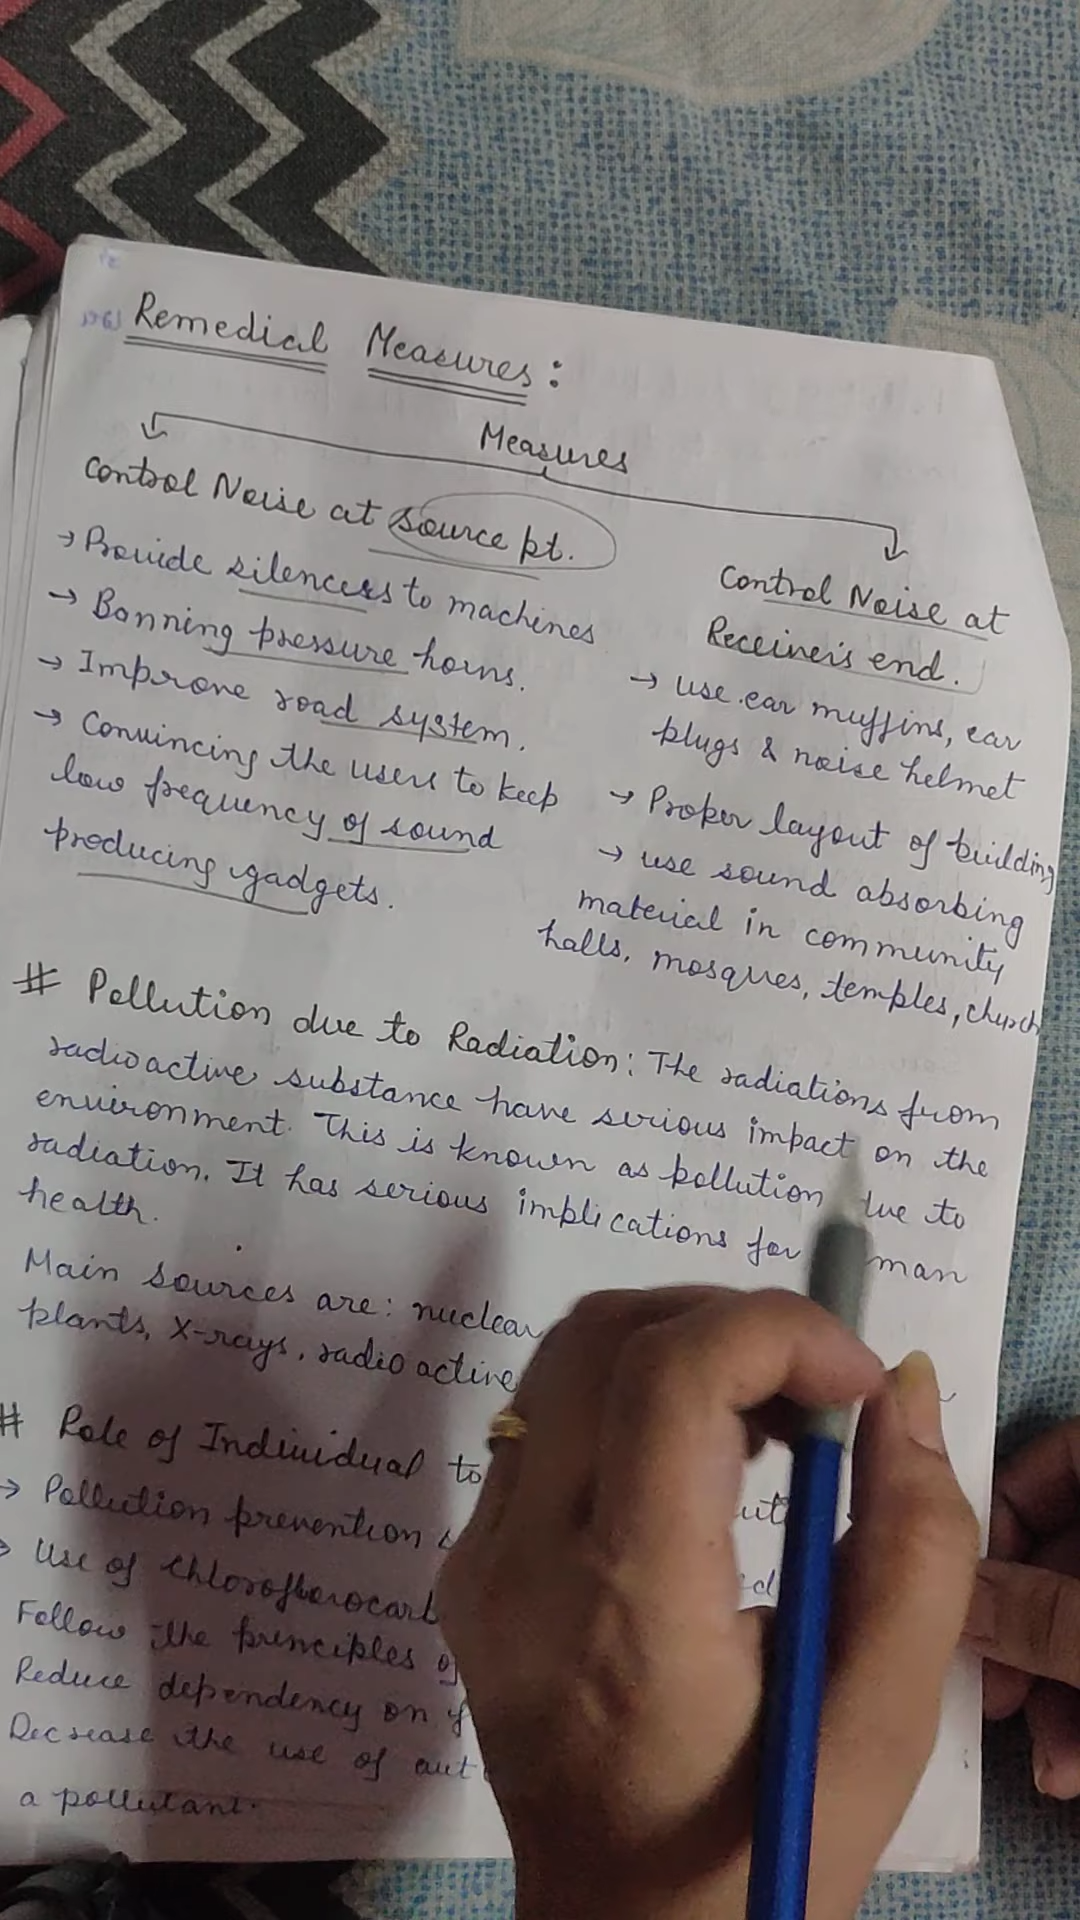 Remedial Measures:
Measures
Control Noise at source pt.
→ Provide silencers to machines
→ Banning pressure horns.
→ Improve road system.
→ Convincing the users to keep
low frequency of sound
producing gadgets.
Control Noise at
Receiver's end.
→ use ear muffins, ear
plugs & noise helmet
→ Proper layout of building
→ use sound absorbing
material in community
halls, mosques, temples, church
# Pollution due to Radiation: The radiations from
radioactive substance have serious impact on the
environment. This is known as pollution due to
radiation. It has serious implications for man
health.
Main sources are: nuclear
plants, X-rays, radio active
# Role of Individual to
→ Pollution prevention
→ Use of
Follow the principles of
Reduce dependency on
Decrease the use of
a pollutant.